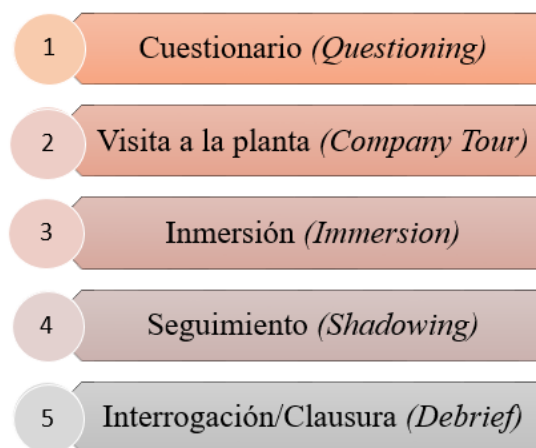 1 Cuestionario (Questioning)
2 Visita a la planta (Company Tour)
3 Inmersión (Immersion)
4 Seguimiento (Shadowing)
5 Interrogación/Clausura (Debrief)